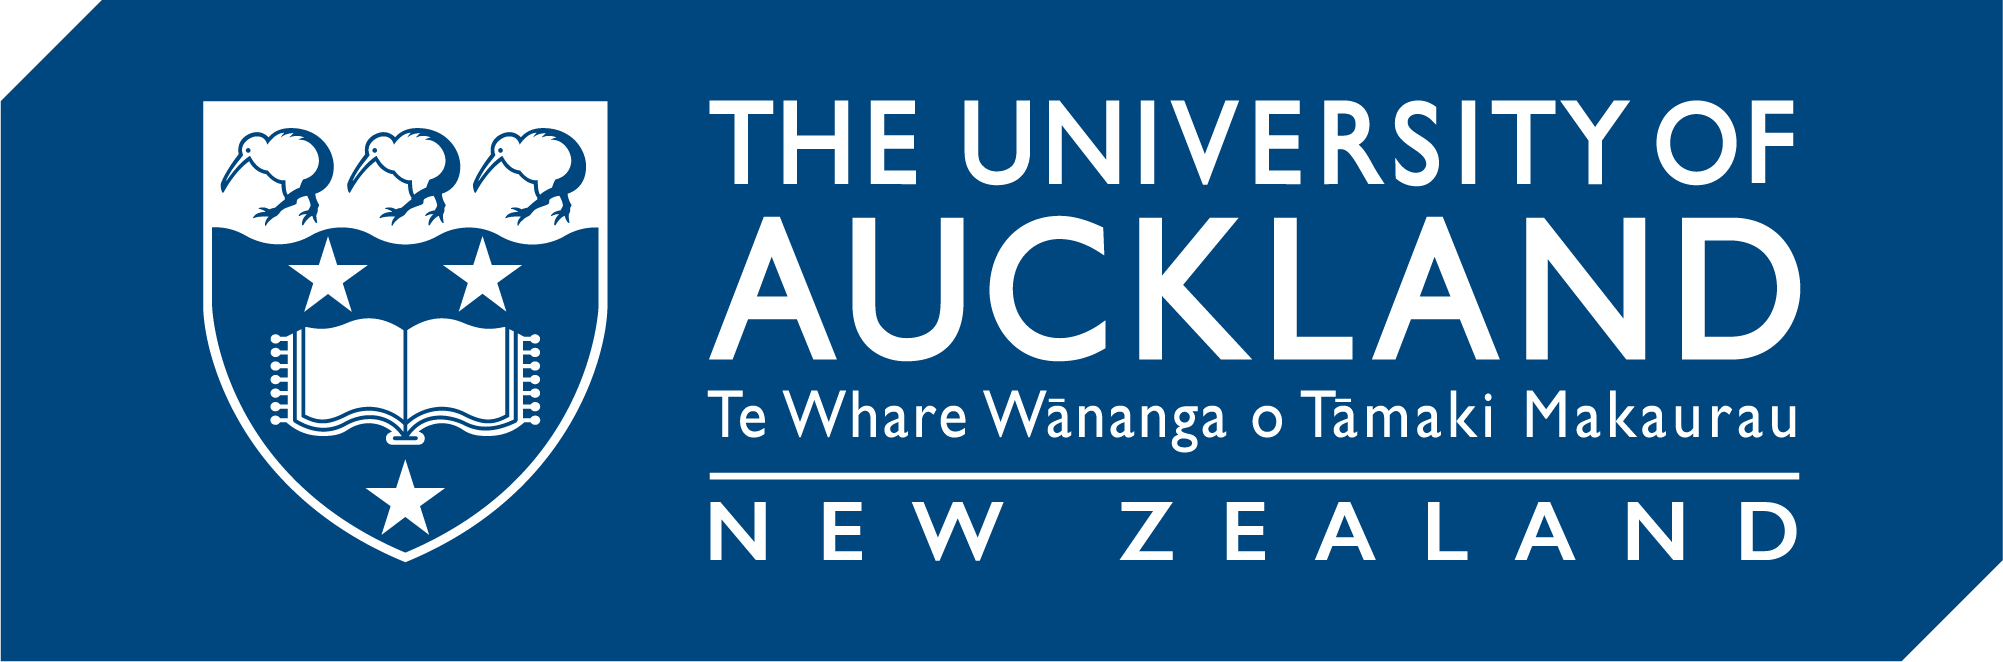 THE UNIVERSITY OF
AUCKLAND
Te Whare Wānanga o Tāmaki Makaurau
NEW ZEALAND